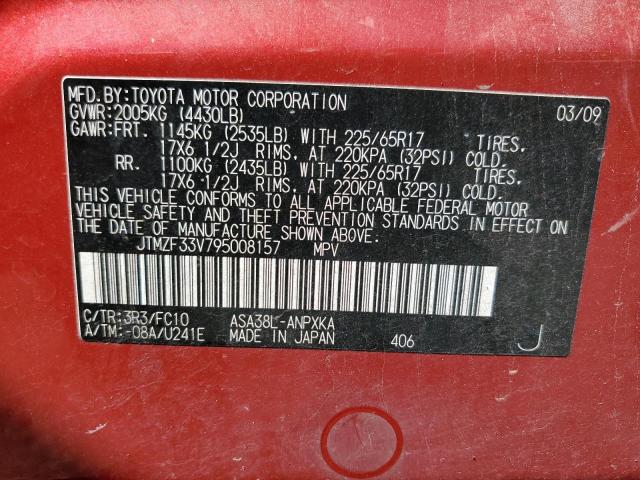 MFD.BY:TOYOTA MOTOR CORPORATION 03/09
GVWR:2005KG (4430LB)
GAWR:FRT. 1145KG (2535LB) WITH 225/65R17 TIRES.
17X6 1/2J RIMS. AT 220KPA (32PSI) COLD.
RR. 1100KG (2435LB) WITH 225/65R17 TIRES.
17X6 1/2J RIMS. AT 220KPA (32PSI) COLD.
THIS VEHICLE CONFORMS TO ALL APPLICABLE FEDERAL MOTOR
VEHICLE SAFETY AND THEFT PREVENTION STANDARDS IN EFFECT ON
THE DATE OF MANUFACTURE SHOWN ABOVE.
JTMZF33V795008157 MPV
C/TR:3R3/FC10 ASA38L-ANPXKA
A/TM:-08A/U241E MADE IN JAPAN 406 J